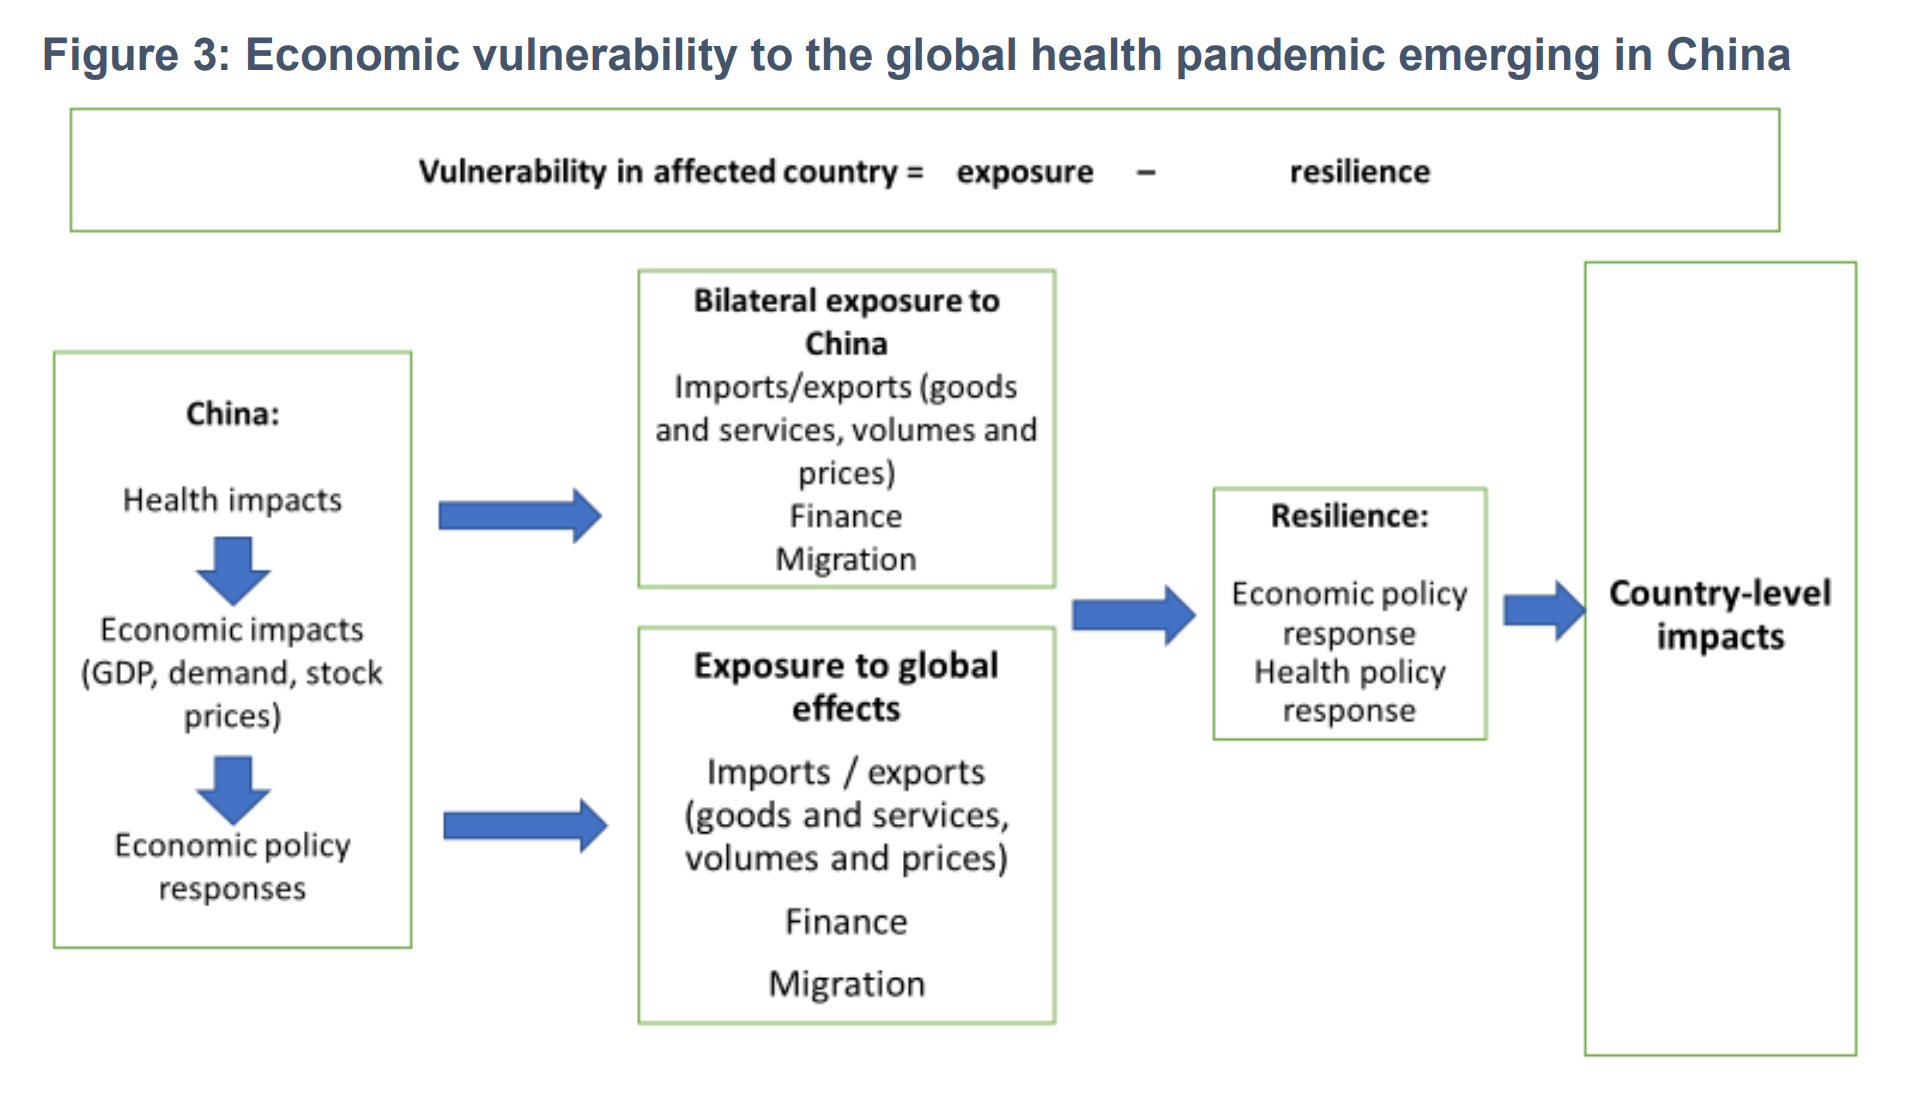 Figure 3: Economic vulnerability to the global health pandemic emerging in China
Vulnerability in affected country = exposure – resilience
China:
Health impacts
Economic impacts
(GDP, demand, stock
prices)
Economic policy
responses
Bilateral exposure to
China
Imports/exports (goods
and services, volumes and
prices)
Finance
Migration
Exposure to global
effects
Imports / exports
(goods and services,
volumes and prices)
Finance
Migration
Resilience:
Economic policy
response
Health policy
response
Country-level
impacts